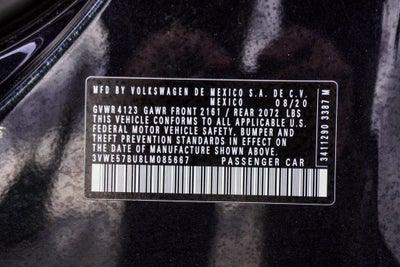 MFD BY VOLKSWAGEN DE MEXICO S.A. DE C.V.
MEXICO 08/20
GVWR 4123 GAWR FRONT 2161 / REAR 2072 LBS
THIS VEHICLE CONFORMS TO ALL APPLICABLE U.S.
FEDERAL MOTOR VEHICLE SAFETY, BUMPER AND
THEFT PREVENTION STANDARDS IN EFFECT ON
THE DATE OF MANUFACTURE SHOWN ABOVE.
3VWE57BU8LM085667 PASSENGER CAR
3411290 3387 M